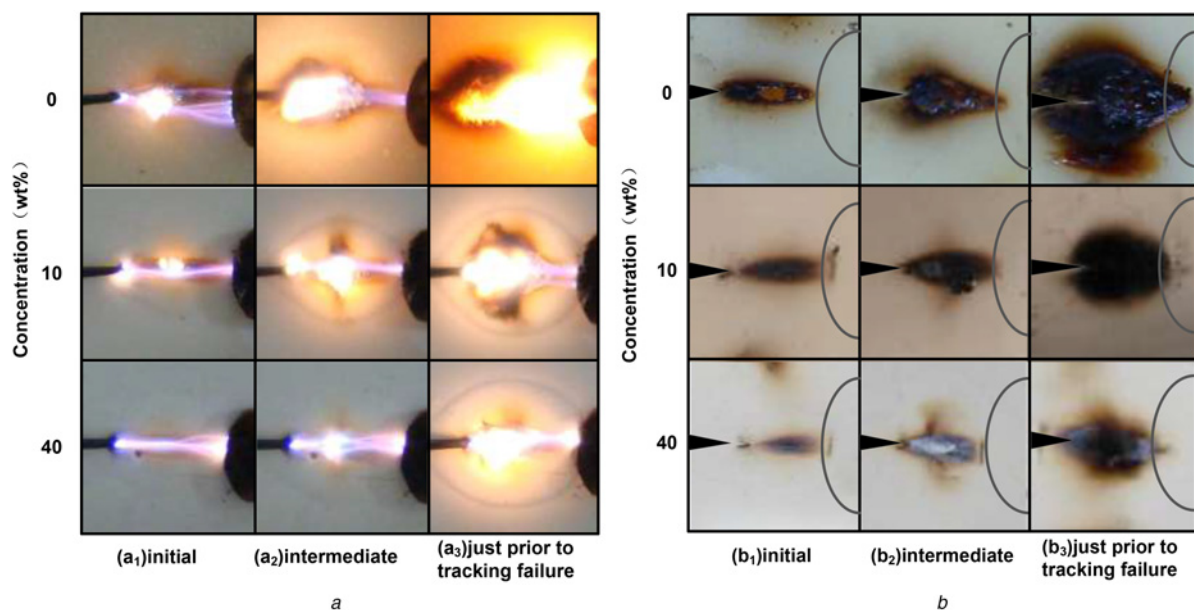 Concentration（wt%）
0
10
40
(a₁)initial
(a₂)intermediate
(a₃)just prior to
tracking failure
a
Concentration（wt%）
0
10
40
(b₁)initial
(b₂)intermediate
(b₃)just prior to
tracking failure
b